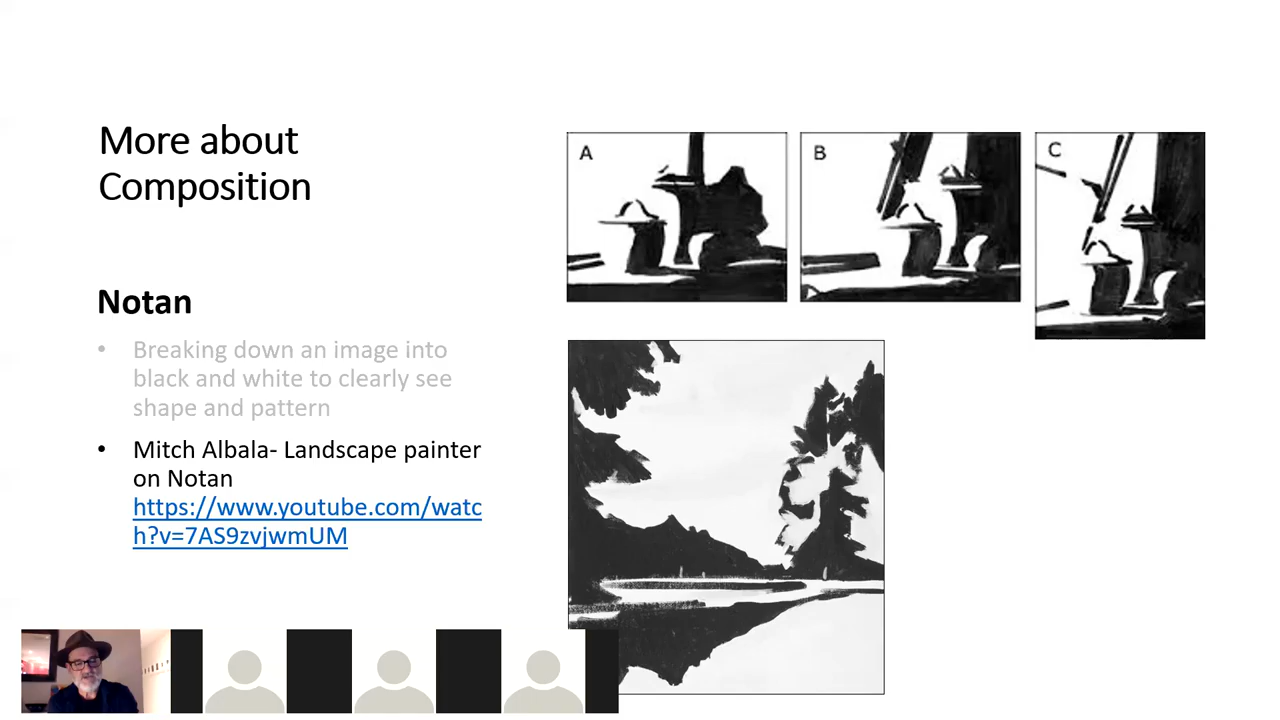 More about
Composition
Notan
• Breaking down an image into
black and white to clearly see
shape and pattern
• Mitch Albala- Landscape painter
on Notan
https://www.youtube.com/watc
h?v=7AS9zvjwmUM
A
B
C